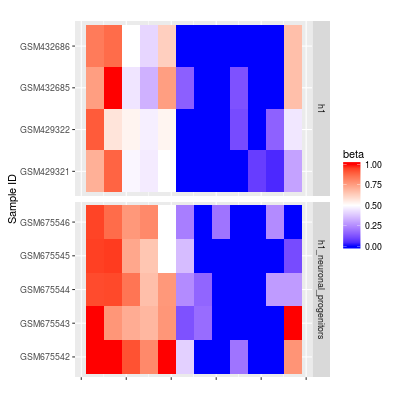 GSM432686
GSM432685
GSM429322
GSM429321
h1
GSM675546
GSM675545
GSM675544
GSM675543
GSM675542
h1_neuronal_progenitors
Sample ID
beta
1.00
0.75
0.50
0.25
0.00